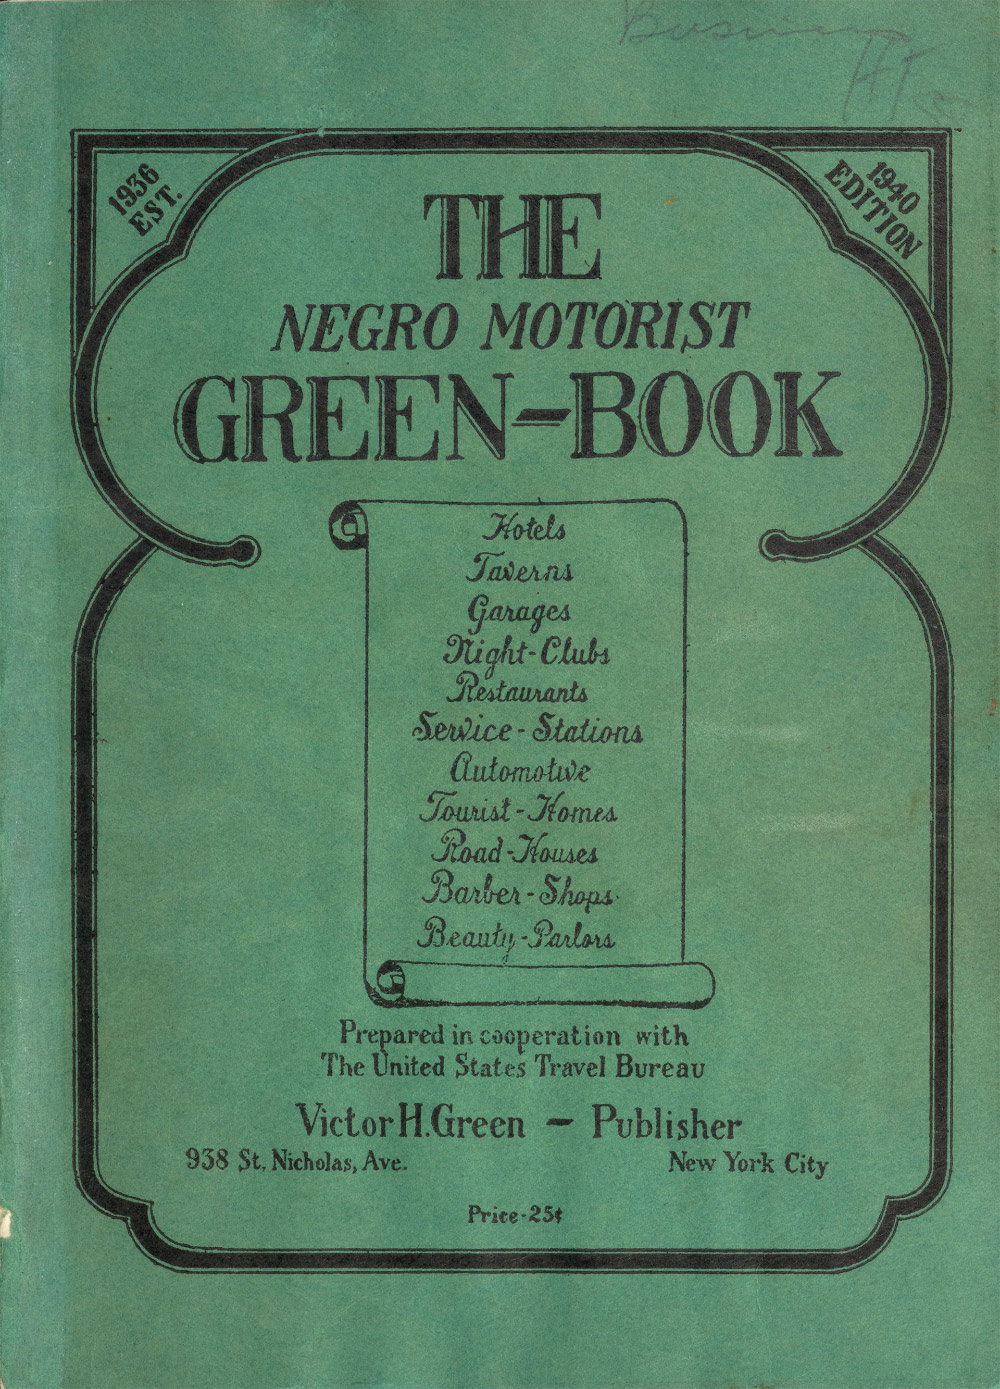 1936
EST.
1940
EDITION
THE
NEGRO MOTORIST
GREEN-BOOK
Hotels
Taverns
Garages
Night-Clubs
Restaurants
Service-Stations
Automotive
Tourist-Homes
Road-Houses
Barber-Shops
Beauty-Parlors
Prepared in cooperation with
The United States Travel Bureau
Victor H. Green — Publisher
938 St. Nicholas, Ave. New York City
Price-25¢